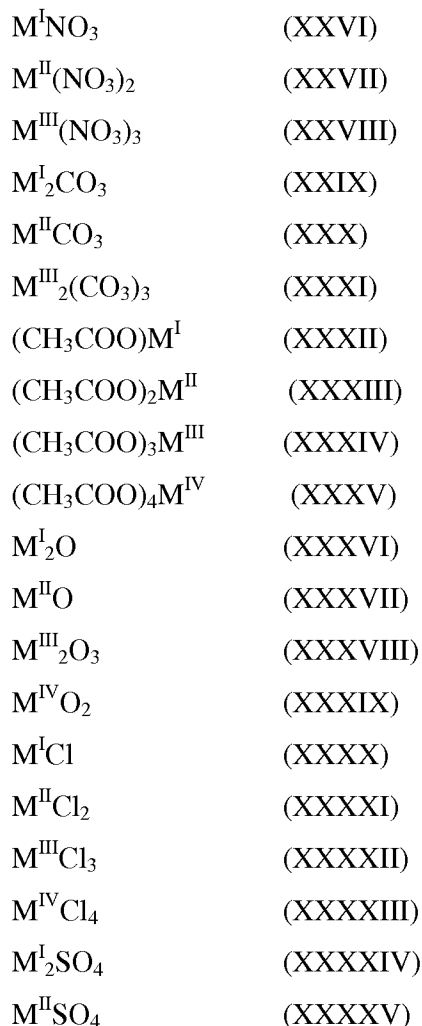 MᴵNO₃ (XXVI)
Mᴵᴵ(NO₃)₂ (XXVII)
Mᴵᴵᴵ(NO₃)₃ (XXVIII)
Mᴵ₂CO₃ (XXIX)
MᴵᴵCO₃ (XXX)
Mᴵᴵᴵ₂(CO₃)₃ (XXXI)
(CH₃COO)Mᴵ (XXXII)
(CH₃COO)₂Mᴵᴵ (XXXIII)
(CH₃COO)₃Mᴵᴵᴵ (XXXIV)
(CH₃COO)₄Mᴵⱽ (XXXV)
Mᴵ₂O (XXXVI)
MᴵᴵO (XXXVII)
Mᴵᴵᴵ₂O₃ (XXXVIII)
MᴵⱽO₂ (XXXIX)
MᴵCl (XXXX)
MᴵᴵCl₂ (XXXXI)
MᴵᴵᴵCl₃ (XXXXII)
MᴵⱽCl₄ (XXXXIII)
Mᴵ₂SO₄ (XXXXIV)
MᴵᴵSO₄ (XXXXV)